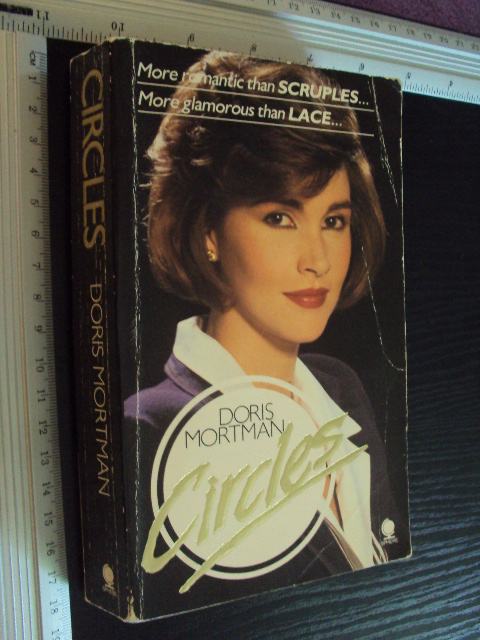 More romantic than SCRUPLES...
More glamorous than LACE...
DORIS
MORTMAN
Circles
CIRCLES
DORIS MORTMAN